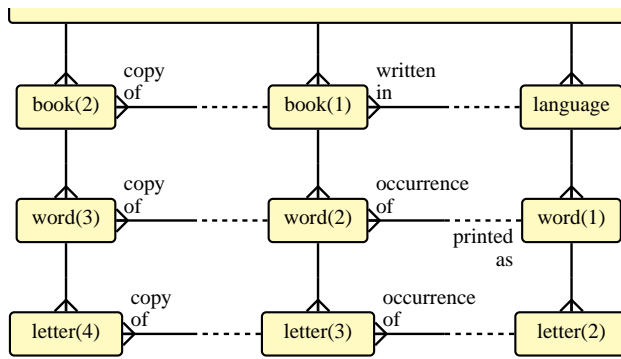 copy
of
written
in
book(2)
book(1)
language
copy
of
occurrence
of
word(3)
word(2)
word(1)
printed
as
copy
of
occurrence
of
letter(4)
letter(3)
letter(2)